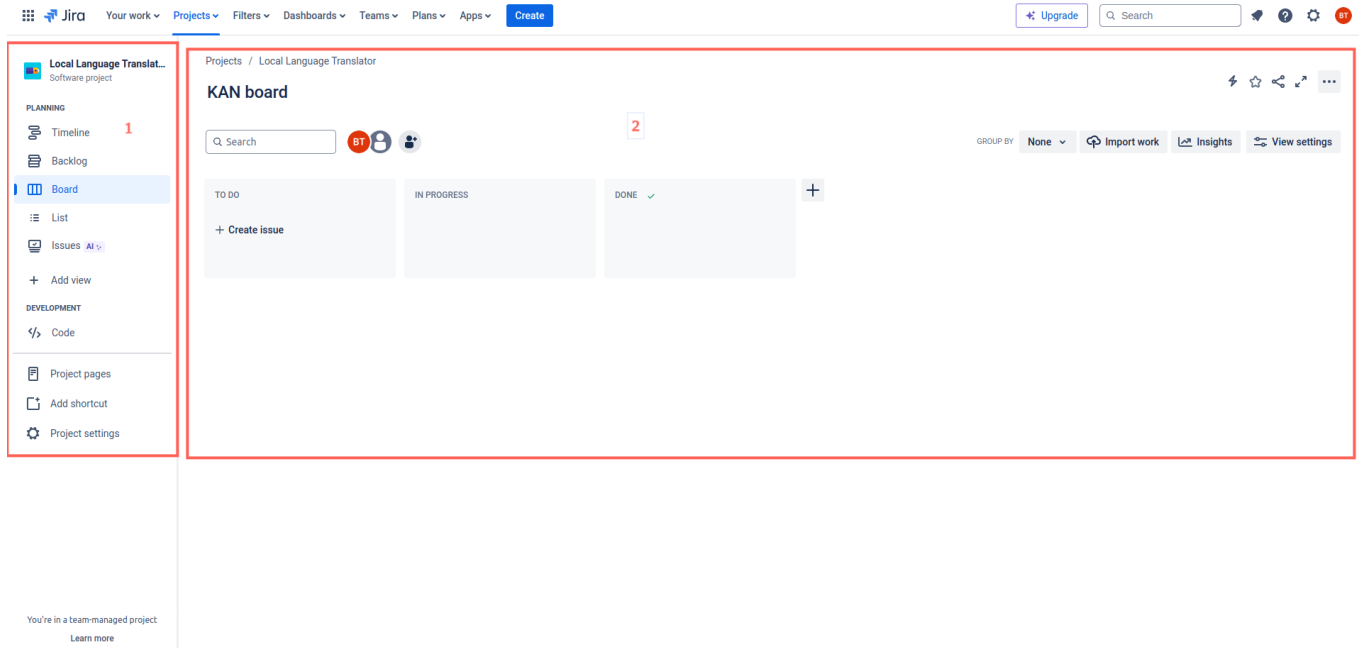 Jira Your work Projects Filters Dashboards Teams Plans Apps Create Upgrade Search BT
Local Language Translat...
Software project
PLANNING
Timeline 1
Backlog
Board
List
Issues AI
Add view
DEVELOPMENT
Code
Project pages
Add shortcut
Project settings
You're in a team-managed project
Learn more
Projects / Local Language Translator
KAN board
2
Search BT GROUP BY None Import work Insights View settings
TO DO IN PROGRESS DONE
+ Create issue